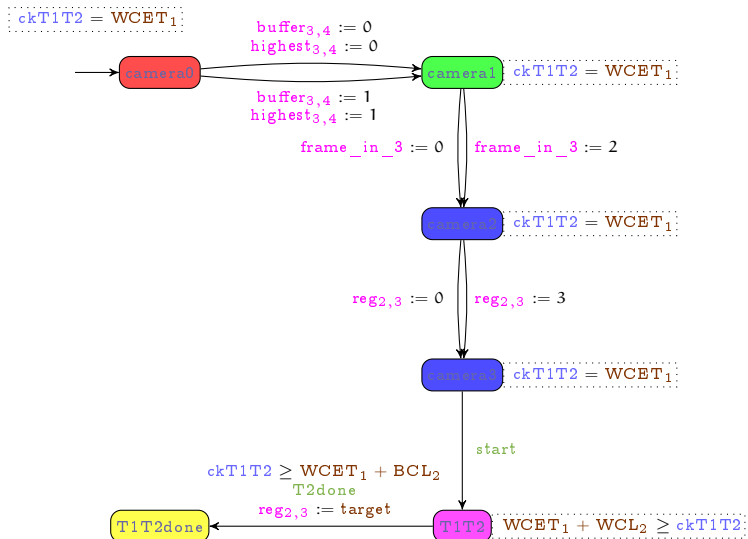 ckT1T2 = WCET₁
buffer₃,₄ := 0
highest₃,₄ := 0
camera0
camera1
ckT1T2 = WCET₁
buffer₃,₄ := 1
highest₃,₄ := 1
frame_in_3 := 0
frame_in_3 := 2
camera2
ckT1T2 = WCET₁
reg₂,₃ := 0
reg₂,₃ := 3
camera3
ckT1T2 = WCET₁
start
ckT1T2 ≥ WCET₁ + BCL₂
T2done
reg₂,₃ := target
T1T2done
T1T2
WCET₁ + WCL₂ ≥ ckT1T2